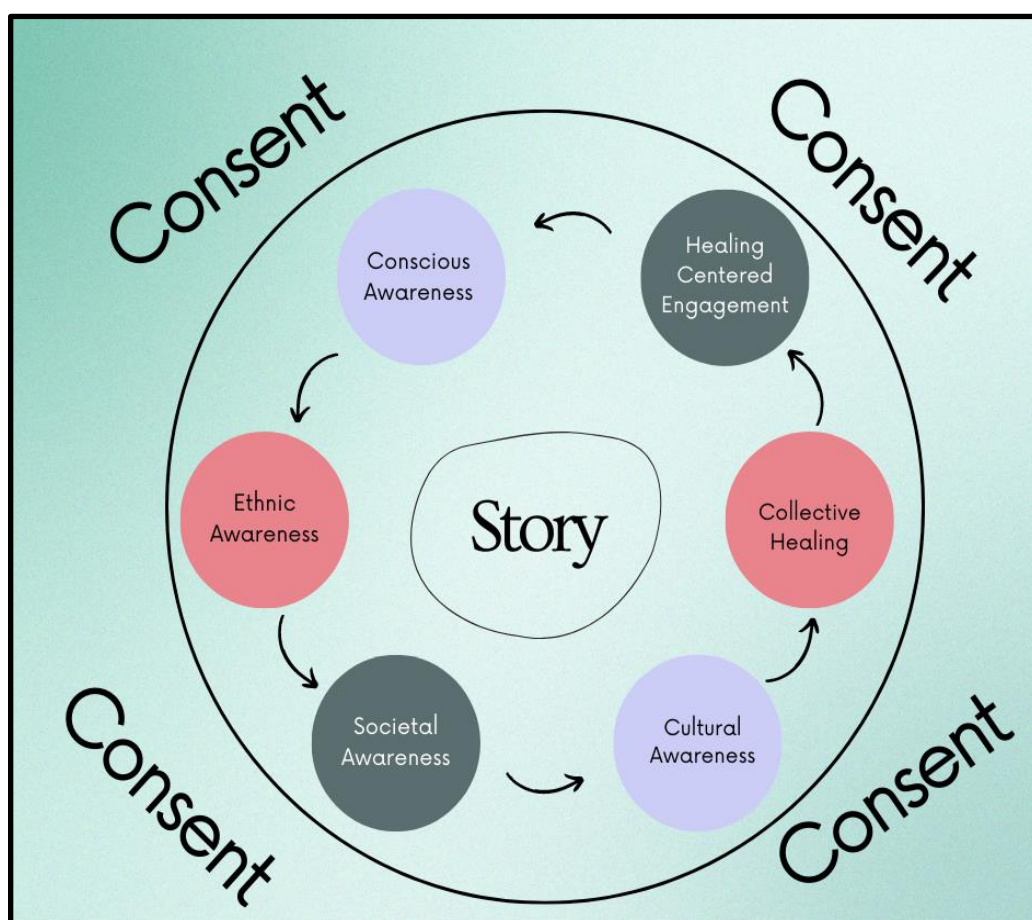 Consent
Consent
Conscious
Awareness
Healing
Centered
Engagement
Ethnic
Awareness
Story
Collective
Healing
Societal
Awareness
Cultural
Awareness
Consent
Consent